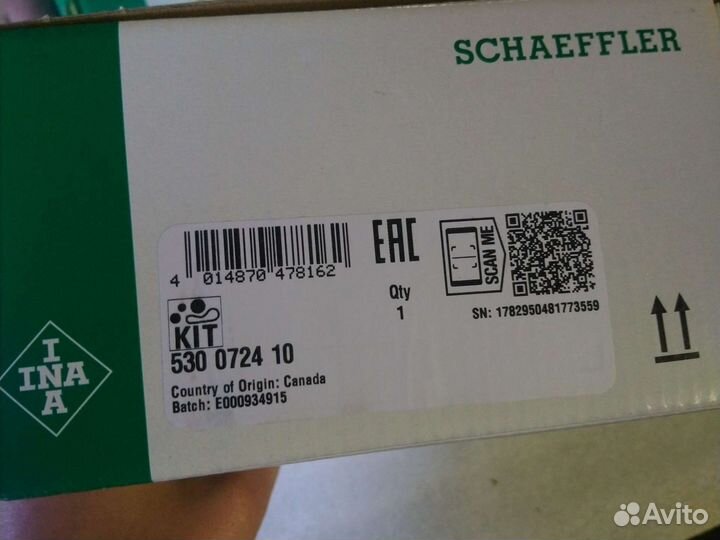 SCHAEFFLER
EAC
SCAN ME
4 014870 478162
Qty
1
SN: 1782950481773559
KIT
530 0724 10
Country of Origin: Canada
Batch: E000934915
INA
INA
Avito